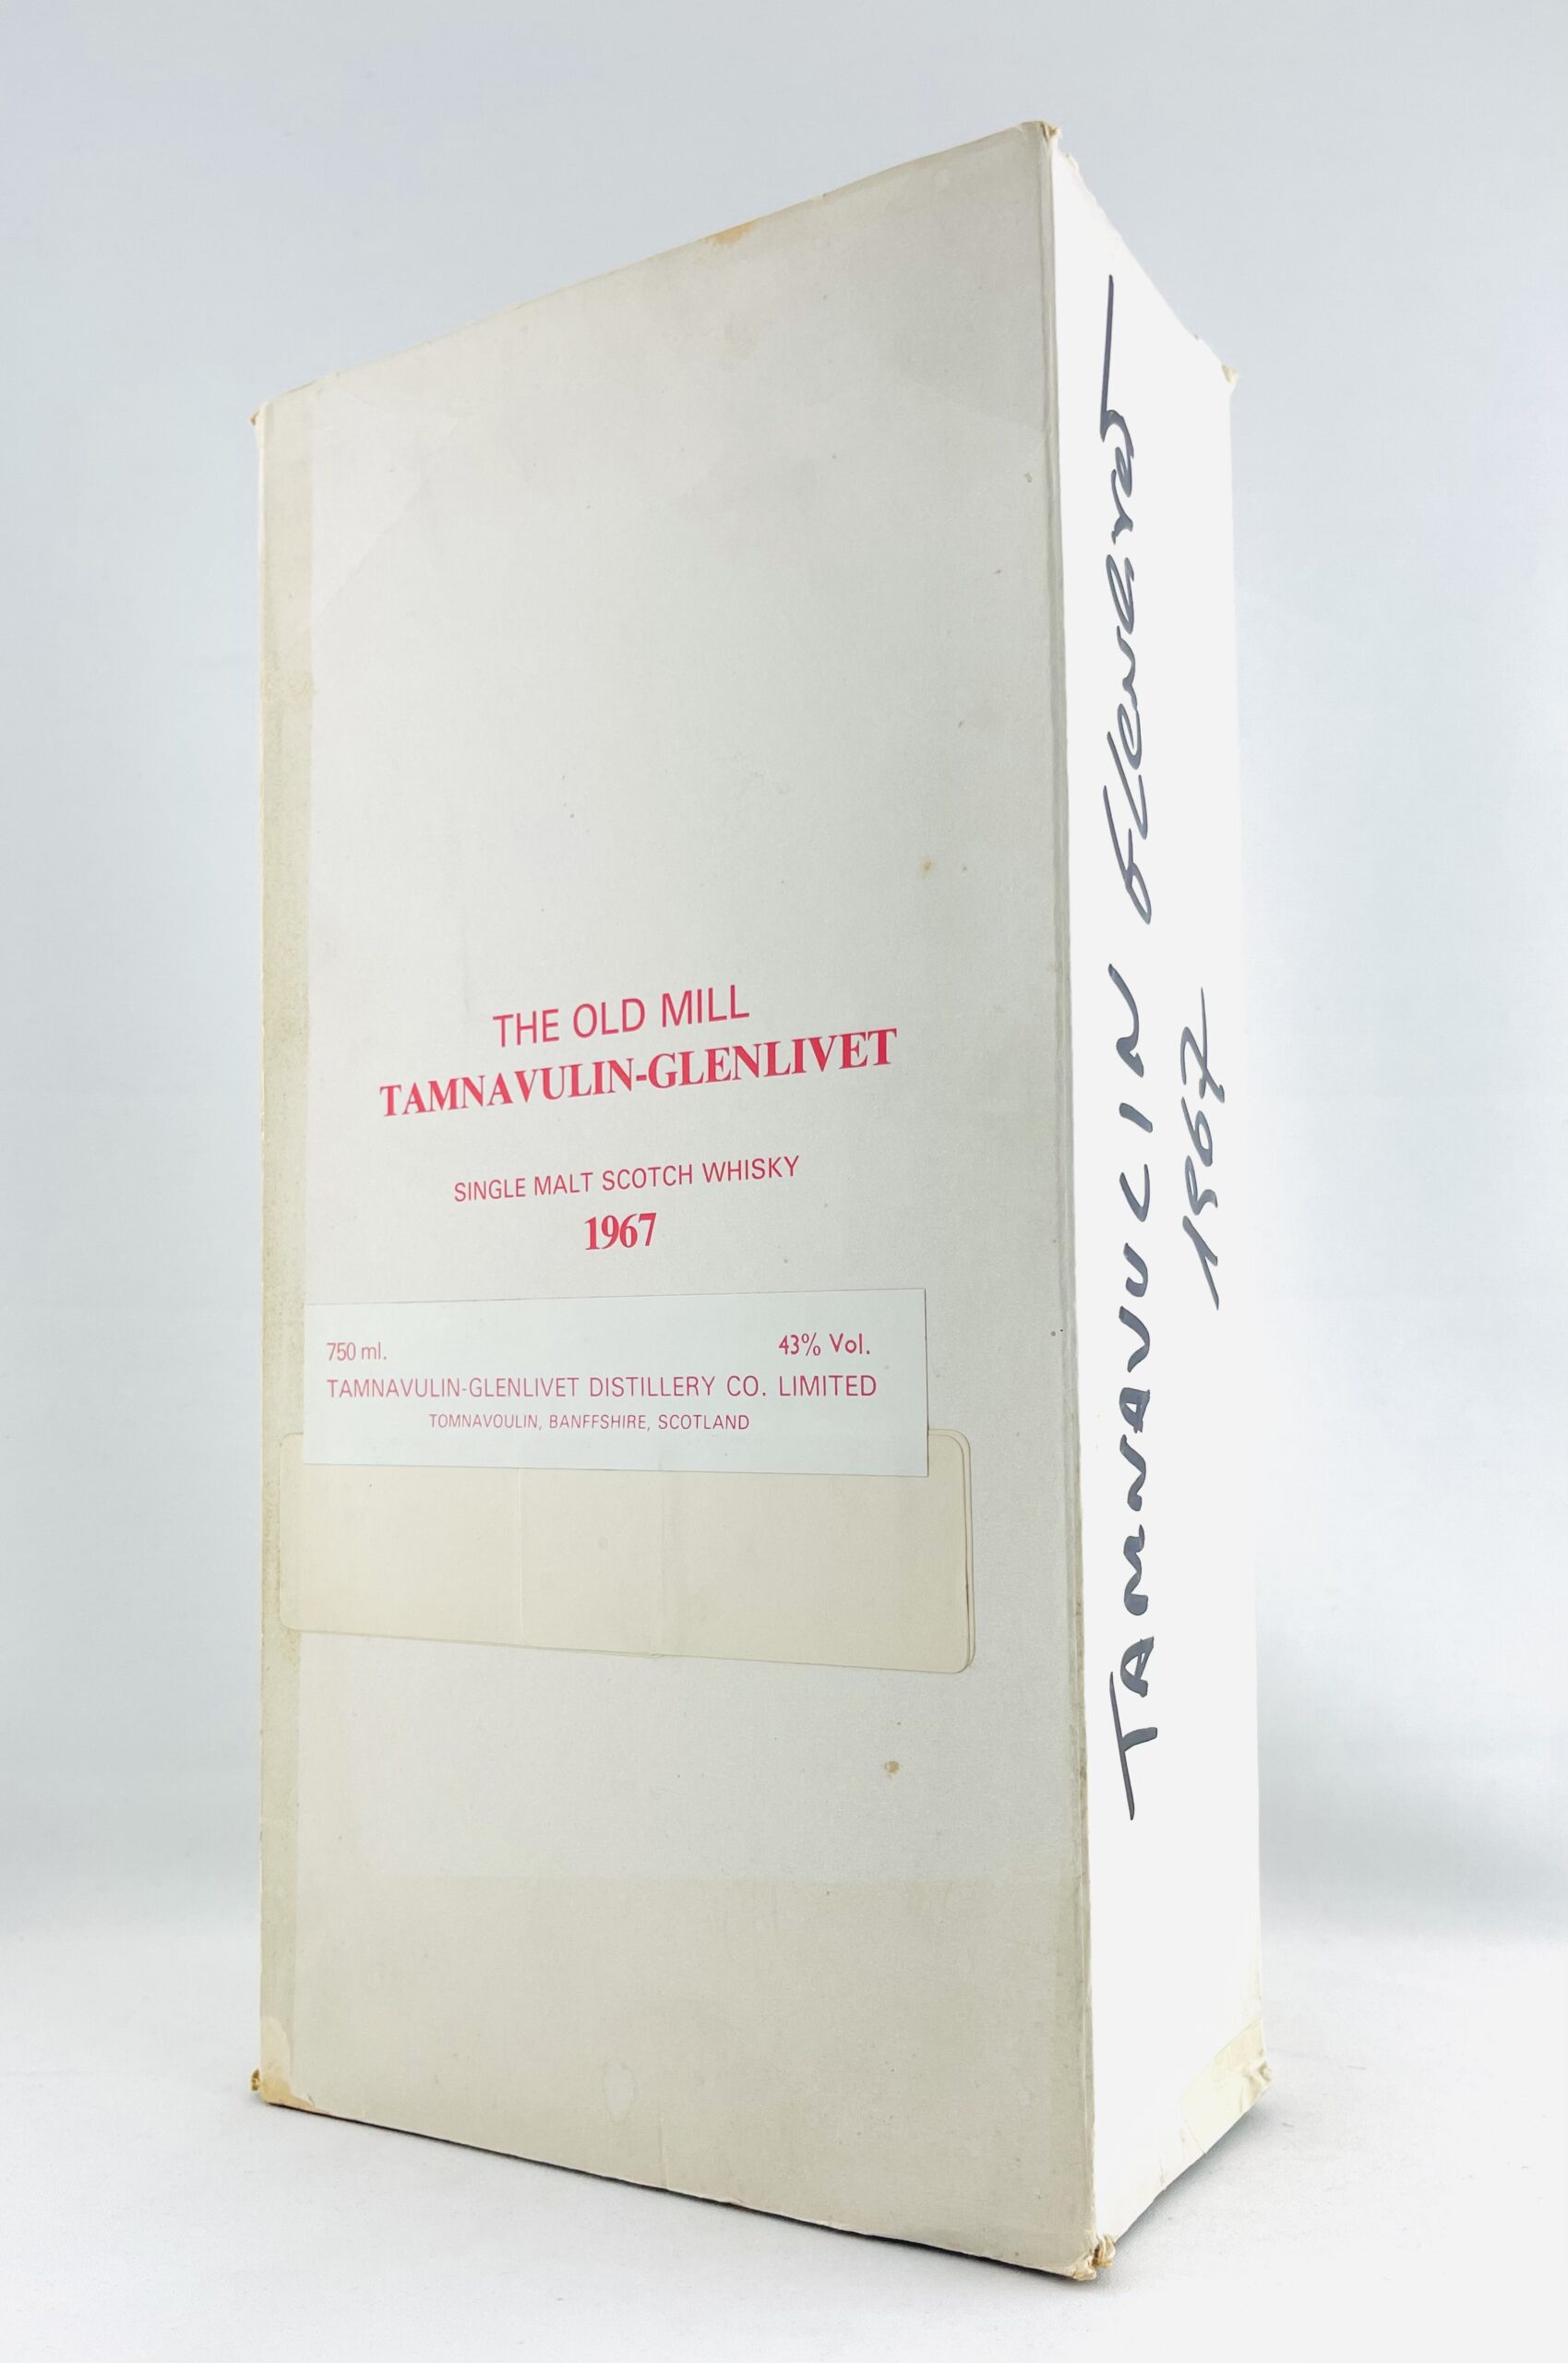 THE OLD MILL
TAMNAVULIN-GLENLIVET
SINGLE MALT SCOTCH WHISKY
1967
750 ml. 43% Vol.
TAMNAVULIN-GLENLIVET DISTILLERY CO. LIMITED
TOMNAVOULIN, BANFFSHIRE, SCOTLAND
TAMNAVULIN Glenlivet
1967